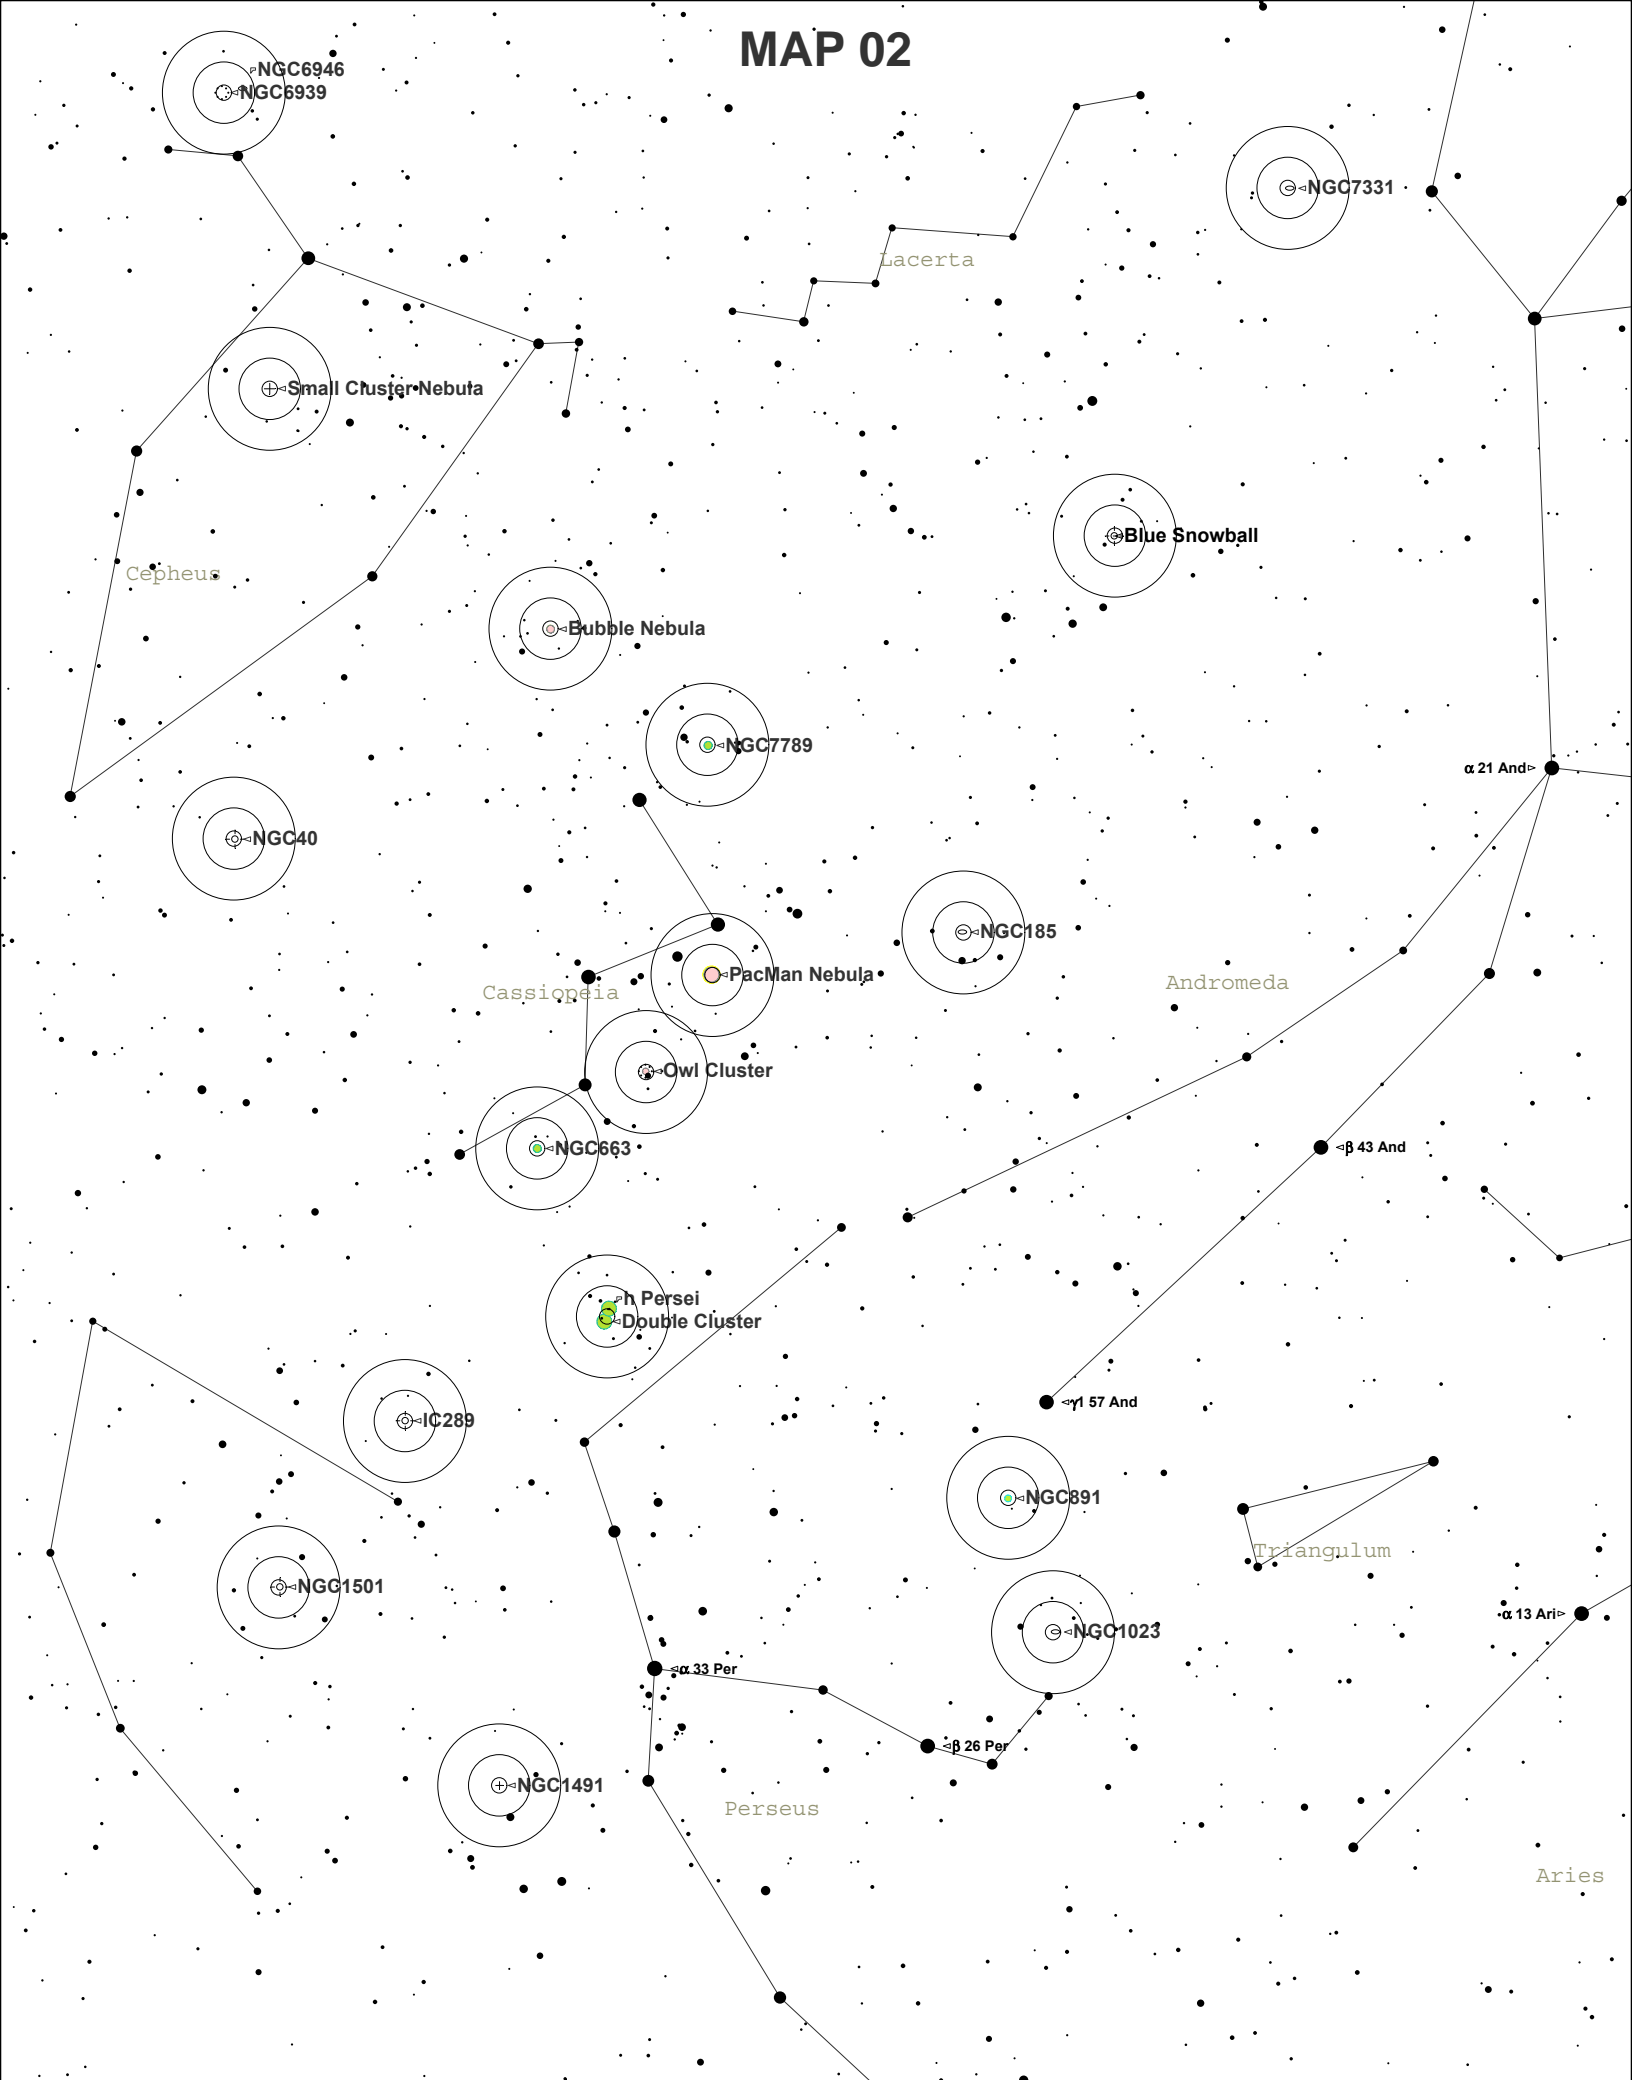 MAP 02
NGC6946
NGC6939
NGC7331
Lacerta
Small Cluster Nebula
Blue Snowball
Cepheus
Bubble Nebula
NGC7789
α 21 And
NGC40
NGC185
PacMan Nebula
Andromeda
Cassiopeia
Owl Cluster
NGC663
β 43 And
h Persei
Double Cluster
γ1 57 And
IC289
NGC891
Triangulum
NGC1501
α 13 Ari
NGC1023
α 33 Per
β 26 Per
NGC1491
Perseus
Aries